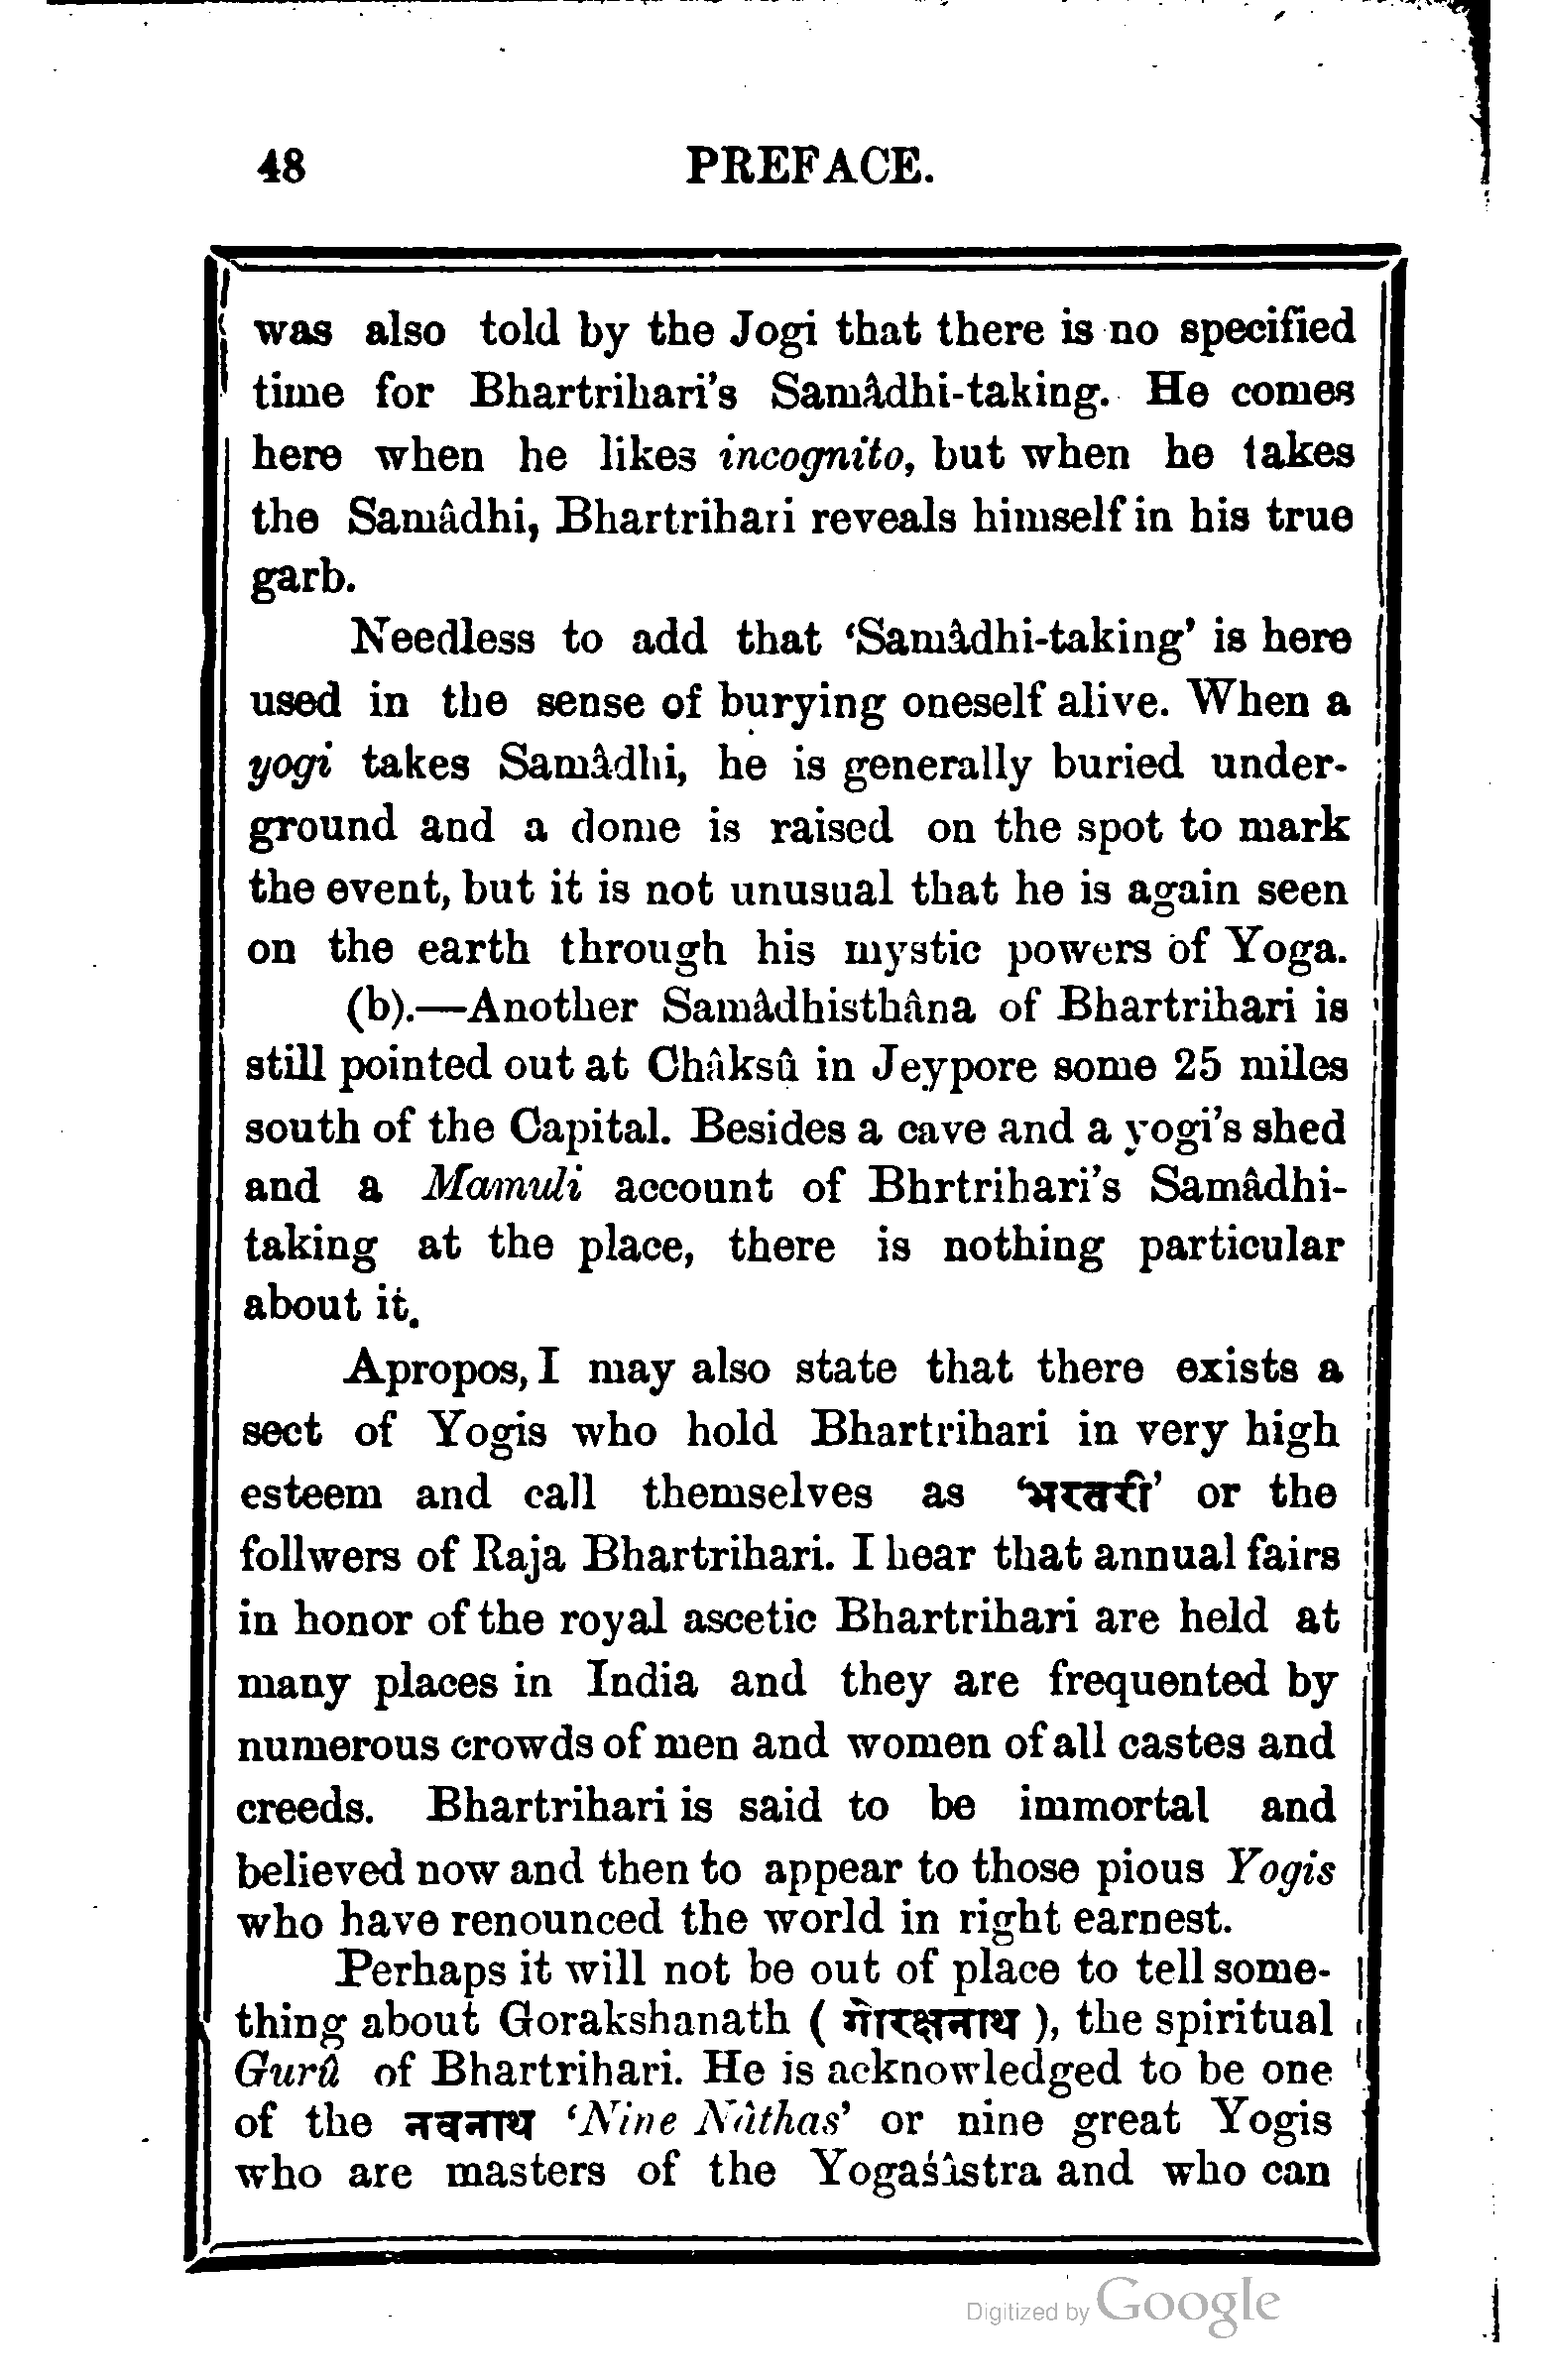 48 PREFACE.
was also told by the Jogi that there is no specified
time for Bhartrihari's Samâdhi-taking. He comes
here when he likes incognito, but when he takes
the Samâdhi, Bhartrihari reveals himself in his true
garb.
Needless to add that ‘Samâdhi-taking’ is here
used in the sense of burying oneself alive. When a
yogi takes Samâdhi, he is generally buried under-
ground and a dome is raised on the spot to mark
the event, but it is not unusual that he is again seen
on the earth through his mystic powers of Yoga.
(b).—Another Samâdhisthâna of Bhartrihari is
still pointed out at Châksû in Jeypore some 25 miles
south of the Capital. Besides a cave and a yogi's shed
and a Mamuli account of Bhrtrihari's Samâdhi-
taking at the place, there is nothing particular
about it.
Apropos, I may also state that there exists a
sect of Yogis who hold Bhartrihari in very high
esteem and call themselves as ‘भरतरी’ or the
follwers of Raja Bhartrihari. I hear that annual fairs
in honor of the royal ascetic Bhartrihari are held at
many places in India and they are frequented by
numerous crowds of men and women of all castes and
creeds. Bhartrihari is said to be immortal and
believed now and then to appear to those pious Yogis
who have renounced the world in right earnest.
Perhaps it will not be out of place to tell some-
thing about Gorakshanath ( गोरक्षनाथ ), the spiritual
Gurû of Bhartrihari. He is acknowledged to be one
of the नवनाथ ‘Nine Nâthas’ or nine great Yogis
who are masters of the Yogaśâstra and who can
Digitized by Google